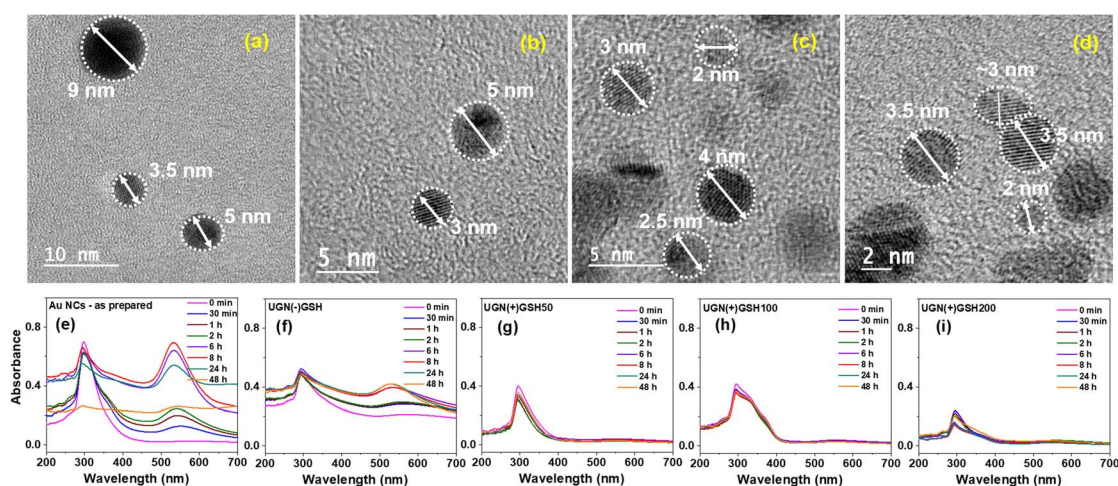 (a)
9 nm
3.5 nm
5 nm
10 nm
(b)
5 nm
3 nm
5 nm
(c)
3 nm
2 nm
4 nm
2.5 nm
5 nm
(d)
~3 nm
3.5 nm
3.5 nm
2 nm
2 nm
Absorbance
0.8
0.4
0.0
Au NCs - as prepared
(e)
0 min
30 min
1 h
2 h
6 h
8 h
24 h
48 h
200 300 400 500 600 700
Wavelength (nm)
0.8
0.4
0.0
UGN(-)GSH
(f)
0 min
30 min
1 h
2 h
6 h
8 h
24 h
48 h
200 300 400 500 600 700
Wavelength (nm)
0.8
0.4
0.0
UGN(+)GSH50
(g)
0 min
30 min
1 h
2 h
6 h
8 h
24 h
48 h
200 300 400 500 600 700
Wavelength (nm)
0.8
0.4
0.0
UGN(+)GSH100
(h)
0 min
30 min
1 h
2 h
6 h
8 h
24 h
48 h
200 300 400 500 600 700
Wavelength (nm)
0.8
0.4
0.0
UGN(+)GSH200
(i)
0 min
30 min
1 h
2 h
6 h
8 h
24 h
48 h
200 300 400 500 600 700
Wavelength (nm)